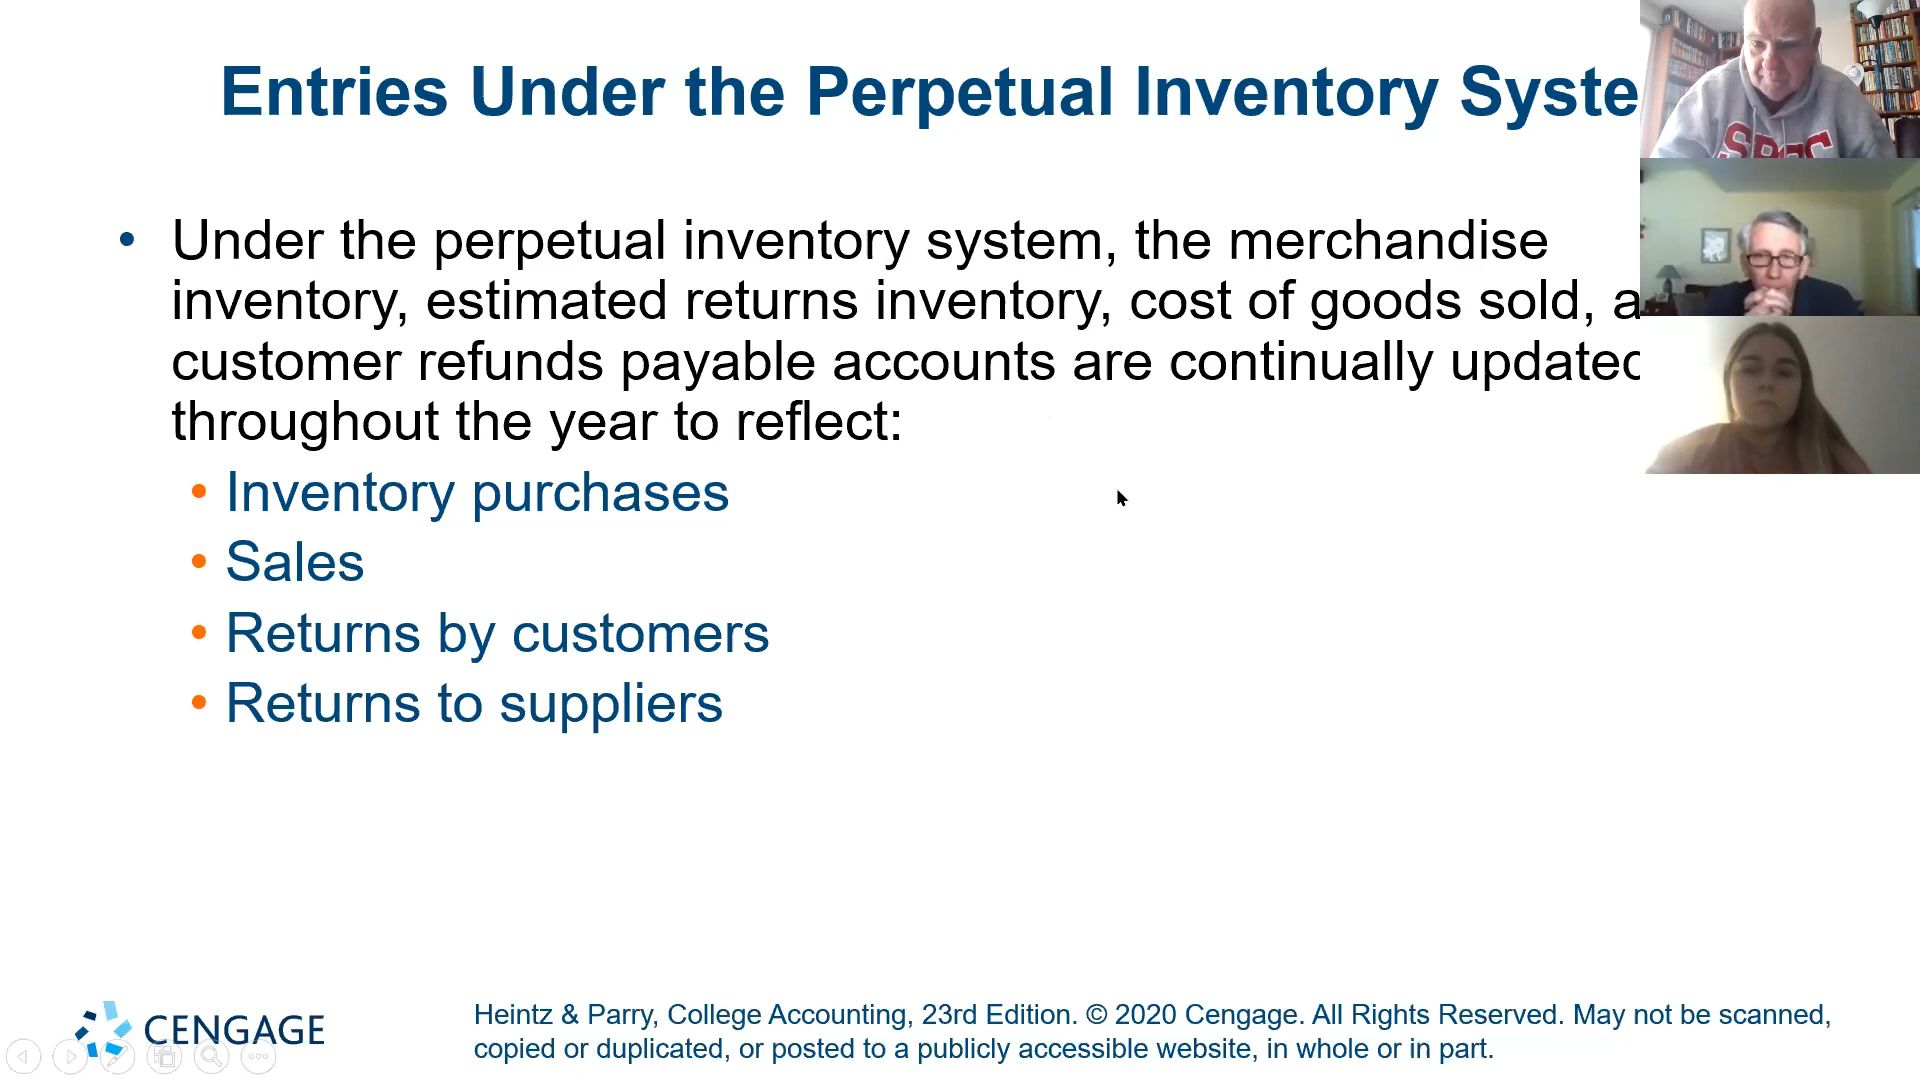 Entries Under the Perpetual Inventory Syste
Under the perpetual inventory system, the merchandise
inventory, estimated returns inventory, cost of goods sold, a
customer refunds payable accounts are continually updated
throughout the year to reflect:
Inventory purchases
Sales
Returns by customers
Returns to suppliers
CENGAGE
Heintz & Parry, College Accounting, 23rd Edition. © 2020 Cengage. All Rights Reserved. May not be scanned,
copied or duplicated, or posted to a publicly accessible website, in whole or in part.